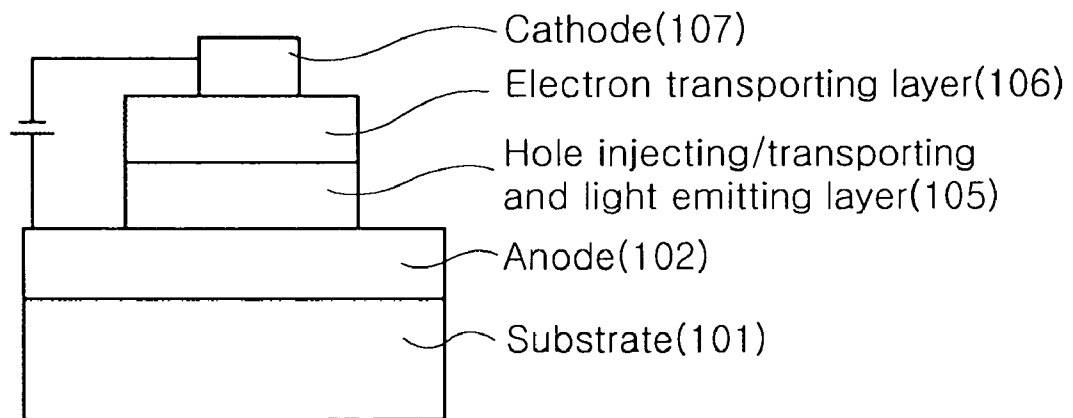 Cathode(107)
Electron transporting layer(106)
Hole injecting/transporting
and light emitting layer(105)
Anode(102)
Substrate(101)